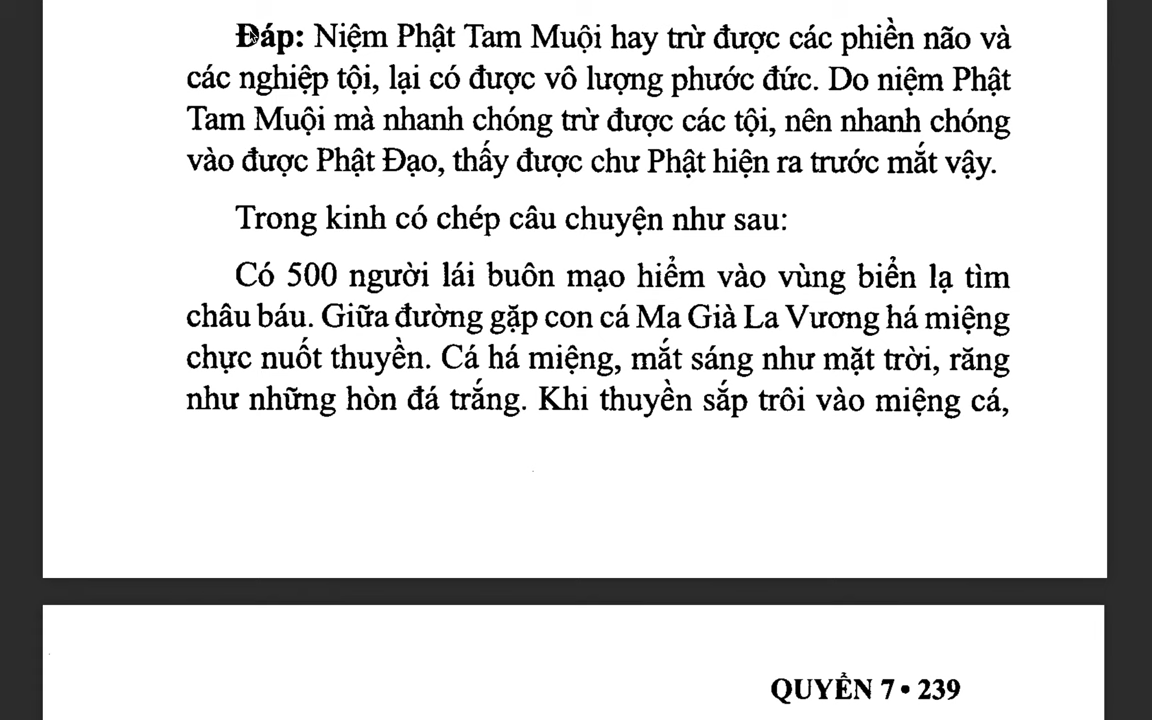 Đáp: Niệm Phật Tam Muội hay trừ được các phiền não và
các nghiệp tội, lại có được vô lượng phước đức. Do niệm Phật
Tam Muội mà nhanh chóng trừ được các tội, nên nhanh chóng
vào được Phật Đạo, thấy được chư Phật hiện ra trước mắt vậy.
Trong kinh có chép câu chuyện như sau:
Có 500 người lái buôn mạo hiểm vào vùng biển lạ tìm
châu báu. Giữa đường gặp con cá Ma Già La Vương há miệng
chực nuốt thuyền. Cá há miệng, mắt sáng như mặt trời, răng
như những hòn đá trắng. Khi thuyền sắp trôi vào miệng cá,
QUYỂN 7 • 239